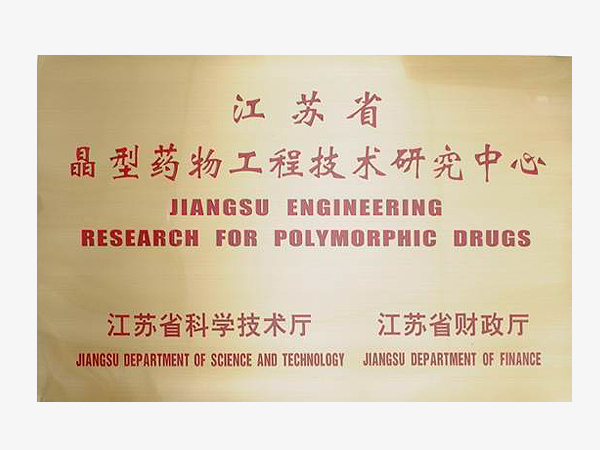 江苏省
晶型药物工程技术研究中心
JIANGSU ENGINEERING
RESEARCH FOR POLYMORPHIC DRUGS
江苏省科学技术厅 江苏省财政厅
JIANGSU DEPARTMENT OF SCIENCE AND TECHNOLOGY JIANGSU DEPARTMENT OF FINANCE